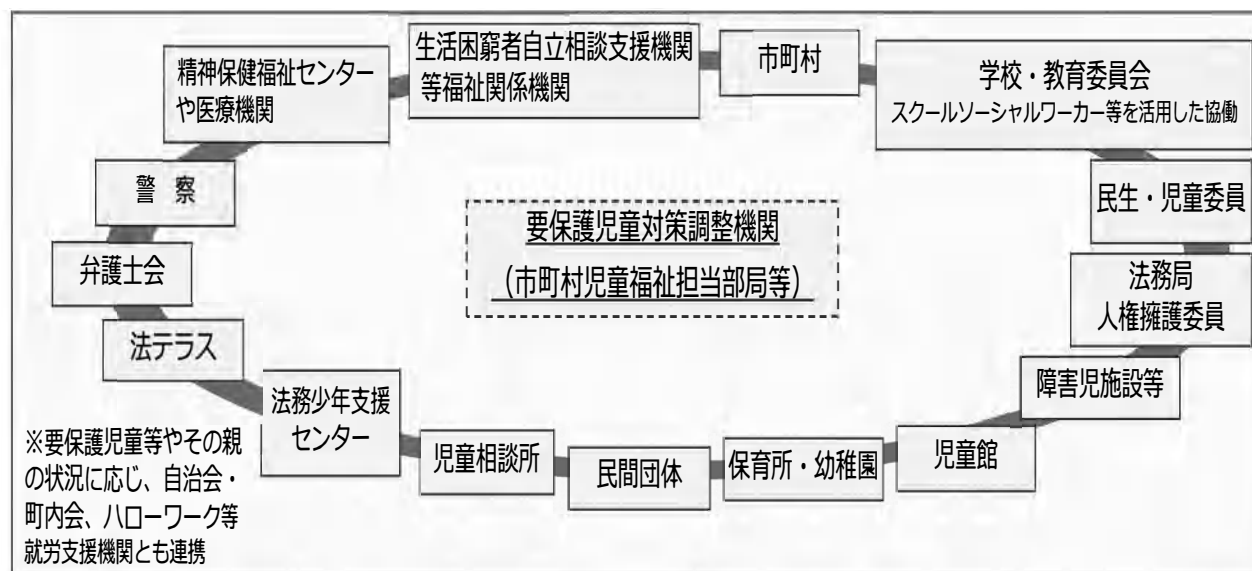 生活困窮者自立相談支援機関
等福祉関係機関
市町村
学校・教育委員会
スクールソーシャルワーカー等を活用した協働
精神保健福祉センター
や医療機関
警　察
民生・児童委員
要保護児童対策調整機関
（市町村児童福祉担当部局等）
弁護士会
法務局
人権擁護委員
法テラス
障害児施設等
法務少年支援
センター
児童相談所
民間団体
保育所・幼稚園
児童館
※要保護児童等やその親
の状況に応じ、自治会・
町内会、ハローワーク等
就労支援機関とも連携